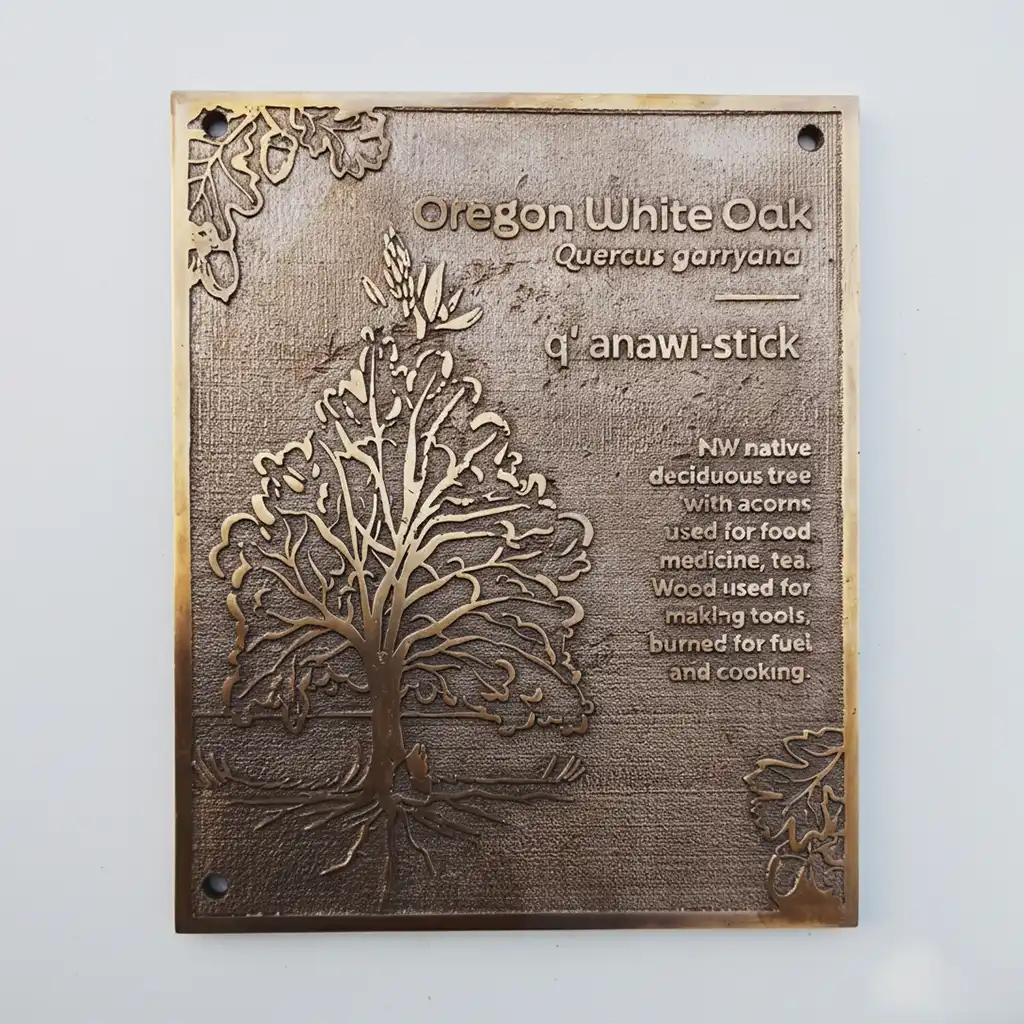 Oregon White Oak
Quercus garryana
q' anawi-stick
NW native
deciduous tree
with acorns
used for food
medicine, tea.
Wood used for
making tools,
burned for fuel
and cooking.